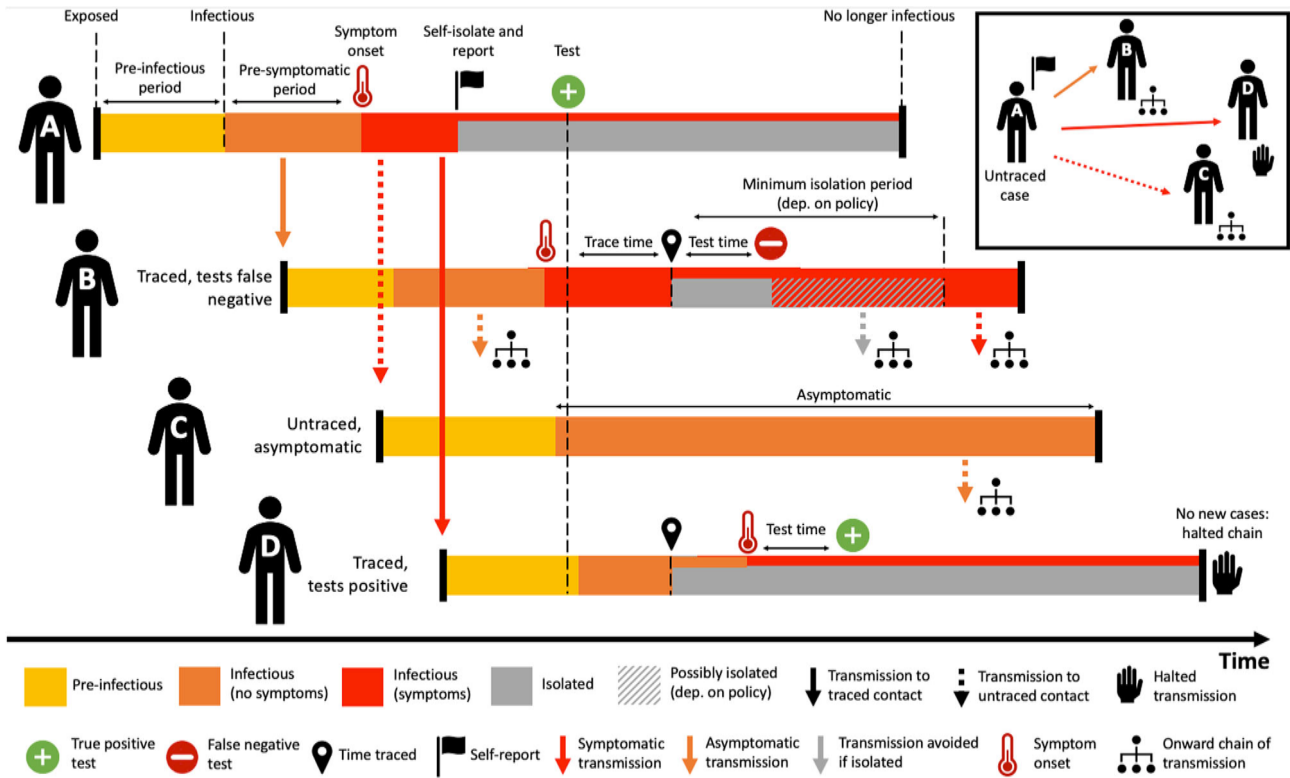 Exposed
Infectious
No longer infectious
Symptom
onset
Self-isolate and
report
Test
Pre-infectious
period
Pre-symptomatic
period
A
B
D
A
C
Untraced
case
Minimum isolation period
(dep. on policy)
Trace time
Test time
B
Traced, tests false
negative
Asymptomatic
C
Untraced,
asymptomatic
No new cases:
halted chain
Test time
D
Traced,
tests positive
Time
Pre-infectious
Infectious
(no symptoms)
Infectious
(symptoms)
Isolated
Possibly isolated
(dep. on policy)
Transmission to
traced contact
Transmission to
untraced contact
Halted
transmission
True positive
test
False negative
test
Time traced
Self-report
Symptomatic
transmission
Asymptomatic
transmission
Transmission avoided
if isolated
Symptom
onset
Onward chain of
transmission